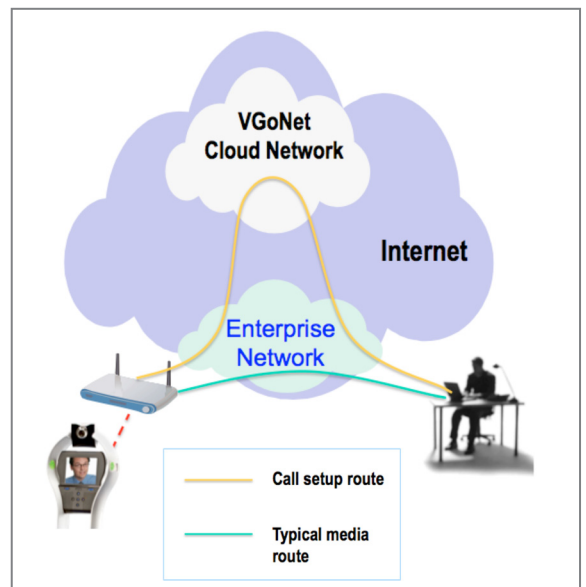 VGoNet
Cloud Network
Internet
Enterprise
Network
Call setup route
Typical media
route